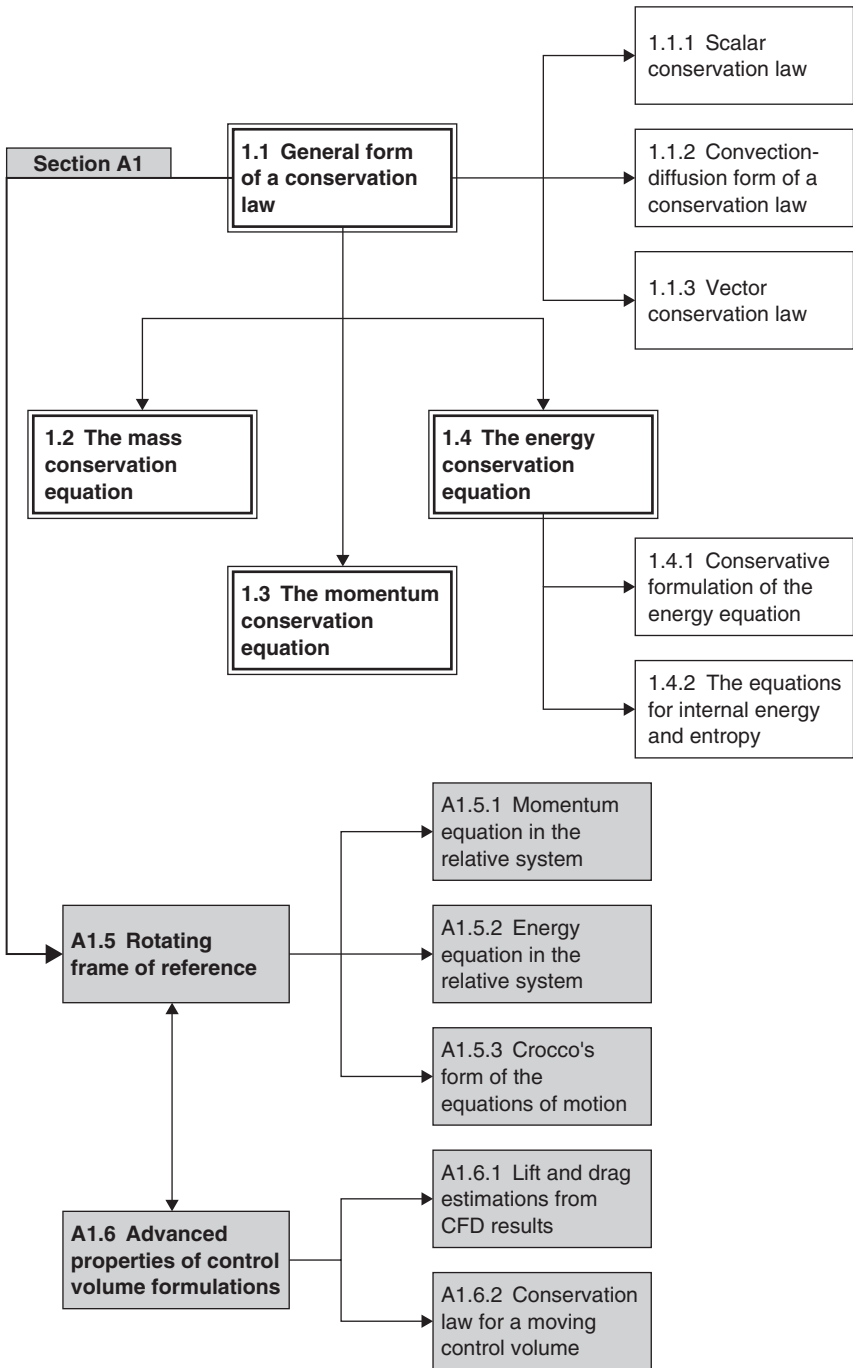 1.1.1 Scalar
conservation law
Section A1
1.1 General form
of a conservation
law
1.1.2 Convection-
diffusion form of a
conservation law
1.1.3 Vector
conservation law
1.2 The mass
conservation
equation
1.4 The energy
conservation
equation
1.3 The momentum
conservation
equation
1.4.1 Conservative
formulation of the
energy equation
1.4.2 The equations
for internal energy
and entropy
A1.5.1 Momentum
equation in the
relative system
A1.5 Rotating
frame of reference
A1.5.2 Energy
equation in the
relative system
A1.5.3 Crocco's
form of the
equations of motion
A1.6.1 Lift and drag
estimations from
CFD results
A1.6 Advanced
properties of control
volume formulations
A1.6.2 Conservation
law for a moving
control volume